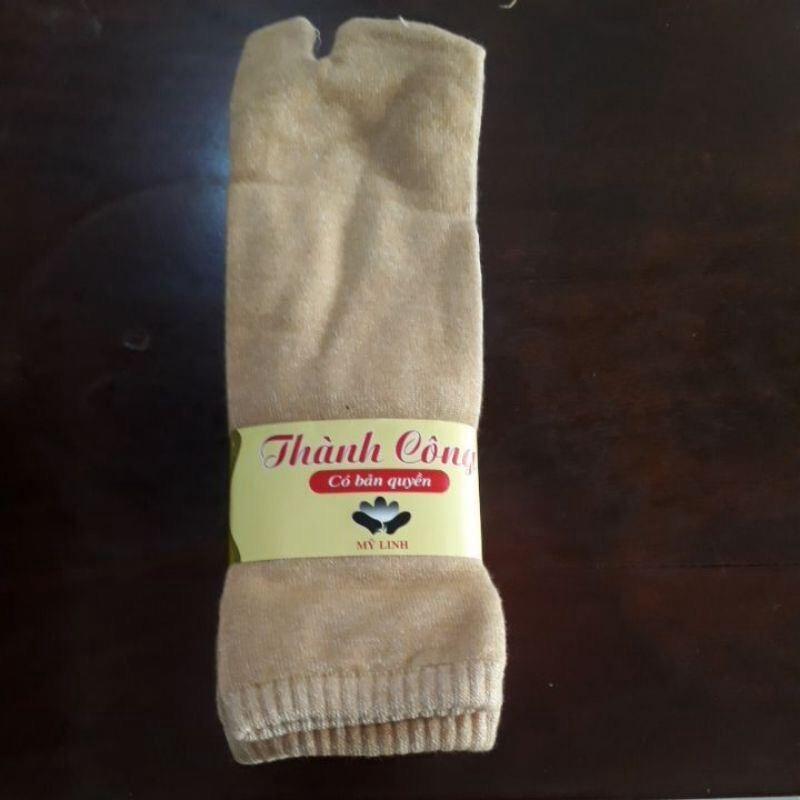 Thành Công
Có bản quyền
MỸ LINH